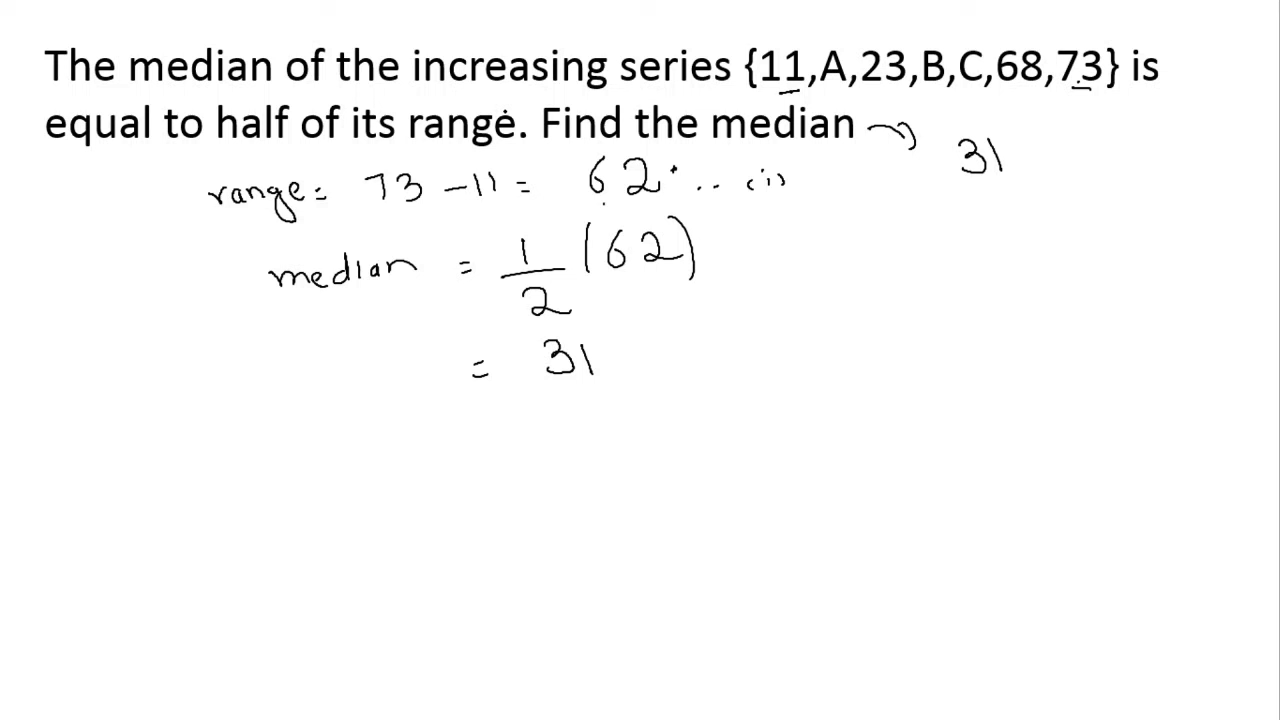 The median of the increasing series {11,A,23,B,C,68,73} is
equal to half of its range. Find the median → 31
range = 73 - 11 = 62 ... (i)
median = 1/2 (62)
= 31